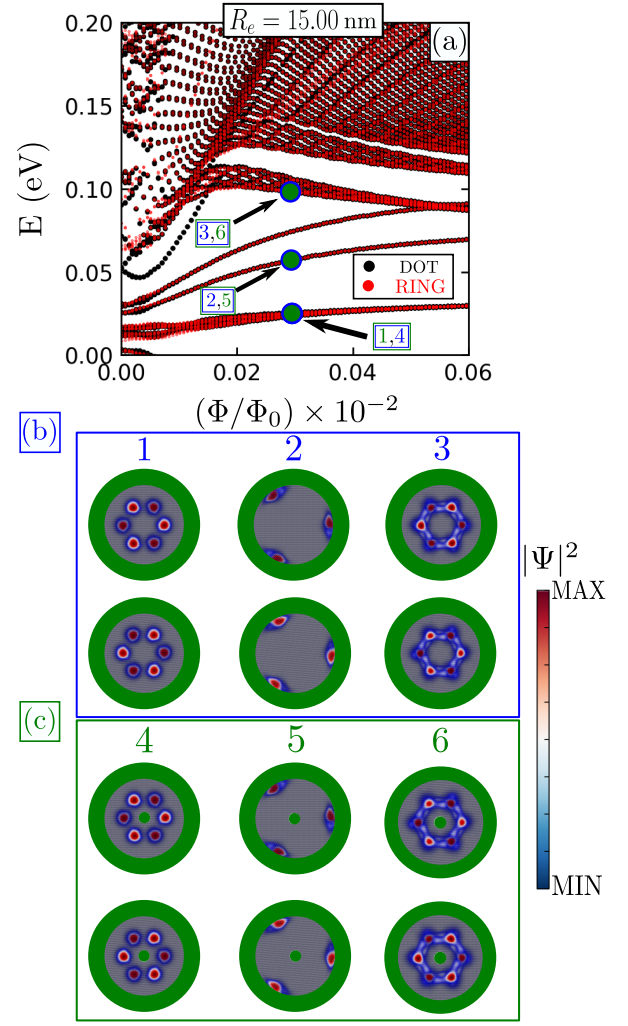 R_e = 15.00 nm
(a)
E (eV)
0.20
0.15
0.10
0.05
0.00
3,6
2,5
1,4
DOT
RING
0.00 0.02 0.04 0.06
(Φ/Φ₀) × 10⁻²
(b)
1 2 3
|Ψ|²
MAX
(c)
4 5 6
MIN